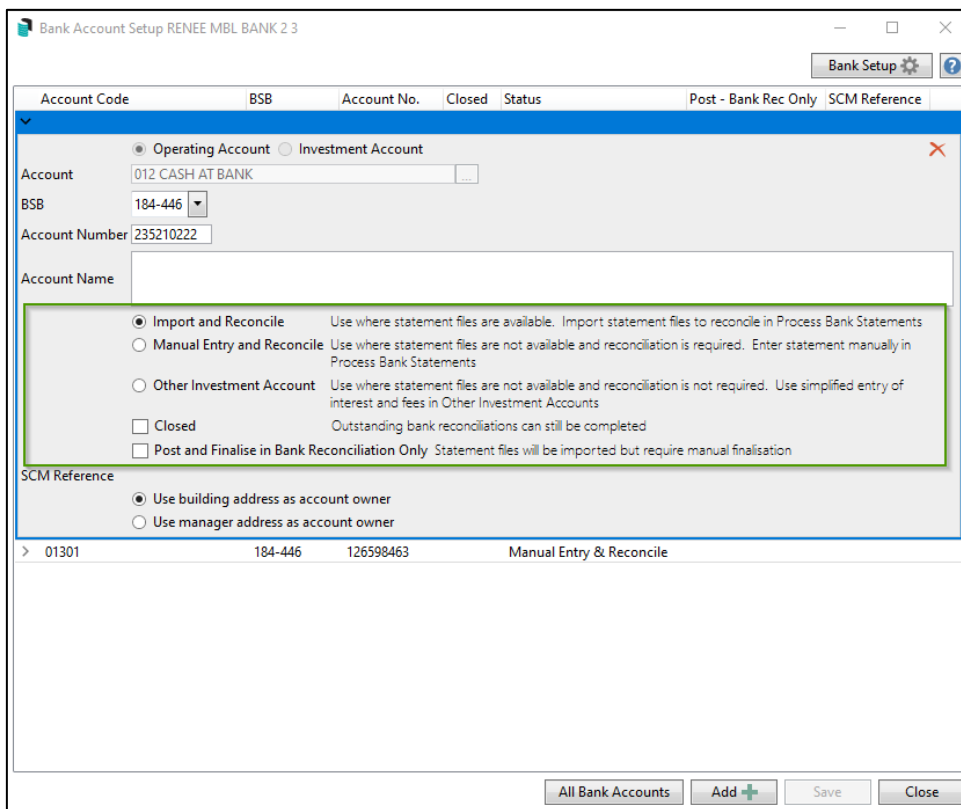 Bank Account Setup RENEE MBL BANK 2 3
Bank Setup
?
Account Code BSB Account No. Closed Status Post - Bank Rec Only SCM Reference
Operating Account Investment Account
Account 012 CASH AT BANK ...
BSB 184-446
Account Number 235210222
Account Name
Import and Reconcile Use where statement files are available. Import statement files to reconcile in Process Bank Statements
Manual Entry and Reconcile Use where statement files are not available and reconciliation is required. Enter statement manually in
Process Bank Statements
Other Investment Account Use where statement files are not available and reconciliation is not required. Use simplified entry of
interest and fees in Other Investment Accounts
Closed Outstanding bank reconciliations can still be completed
Post and Finalise in Bank Reconciliation Only Statement files will be imported but require manual finalisation
SCM Reference
Use building address as account owner
Use manager address as account owner
01301 184-446 126598463 Manual Entry & Reconcile
All Bank Accounts Add Save Close